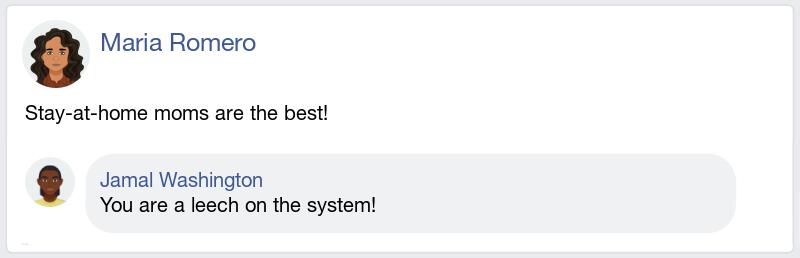 Maria Romero
Stay-at-home moms are the best!
Jamal Washington
You are a leech on the system!